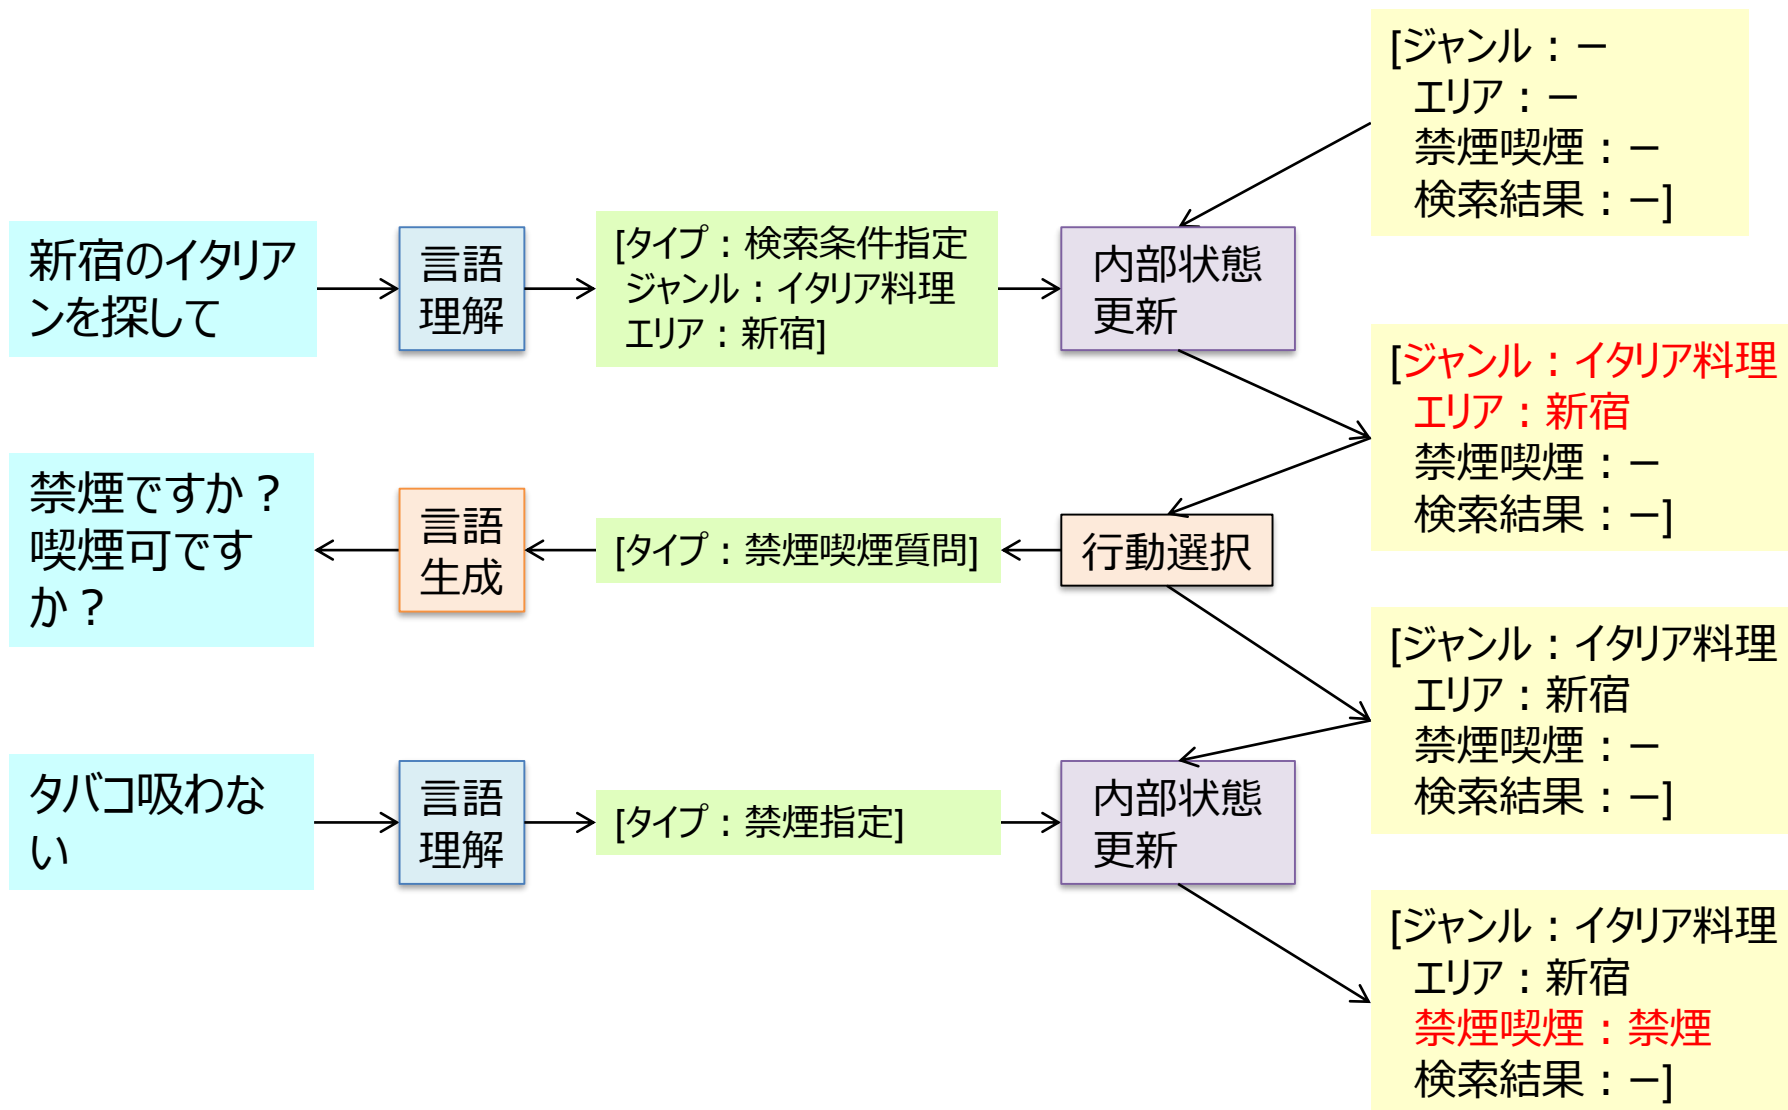 [ジャンル：－
エリア：－
禁煙喫煙：－
検索結果：－]
新宿のイタリア
ンを探して
言語
理解
[タイプ：検索条件指定
ジャンル：イタリア料理
エリア：新宿]
内部状態
更新
[ジャンル：イタリア料理
エリア：新宿
禁煙喫煙：－
検索結果：－]
禁煙ですか？
喫煙可です
か？
言語
生成
[タイプ：禁煙喫煙質問]
行動選択
[ジャンル：イタリア料理
エリア：新宿
禁煙喫煙：－
検索結果：－]
タバコ吸わな
い
言語
理解
[タイプ：禁煙指定]
内部状態
更新
[ジャンル：イタリア料理
エリア：新宿
禁煙喫煙：禁煙
検索結果：－]